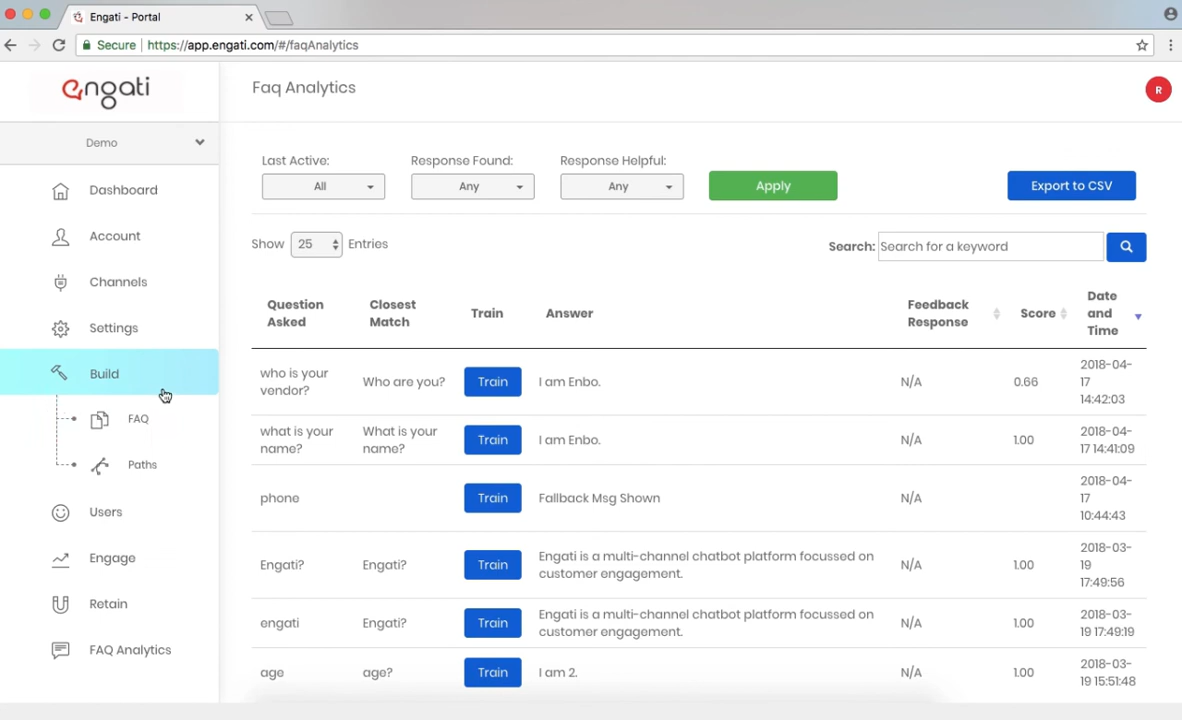 Engati - Portal
Secure https://app.engati.com/#/faqAnalytics
engati
Faq Analytics
R
Demo
Dashboard
Account
Channels
Settings
Build
FAQ
Paths
Users
Engage
Retain
FAQ Analytics
Last Active: Response Found: Response Helpful:
All Any Any Apply Export to CSV
Show 25 Entries Search: Search for a keyword
Question Asked Closest Match Train Answer Feedback Response Score Date and Time
who is your vendor? Who are you? Train I am Enbo. N/A 0.66 2018-04-17 14:42:03
what is your name? What is your name? Train I am Enbo. N/A 1.00 2018-04-17 14:41:09
phone Train Fallback Msg Shown N/A 2018-04-17 10:44:43
Engati? Engati? Train Engati is a multi-channel chatbot platform focussed on customer engagement. N/A 1.00 2018-03-19 17:49:56
engati Engati? Train Engati is a multi-channel chatbot platform focussed on customer engagement. N/A 1.00 2018-03-19 17:49:19
age age? Train I am 2. N/A 1.00 2018-03-19 15:51:48